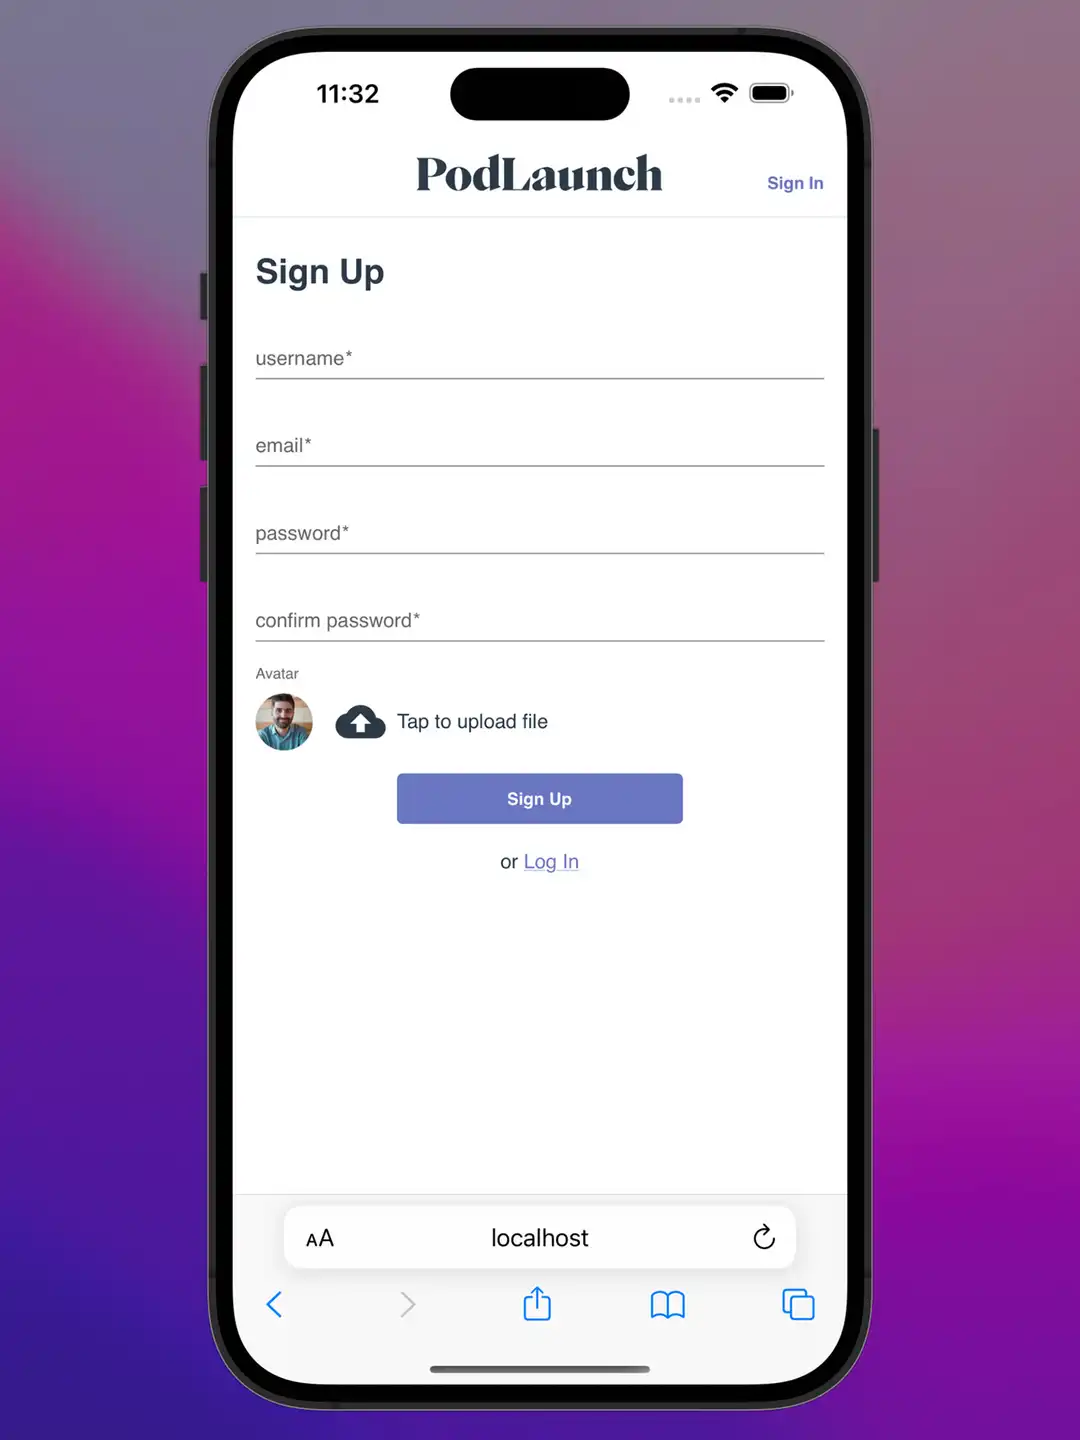 11:32
PodLaunch
Sign In
Sign Up
username*
email*
password*
confirm password*
Avatar
Tap to upload file
Sign Up
or Log In
AA
localhost